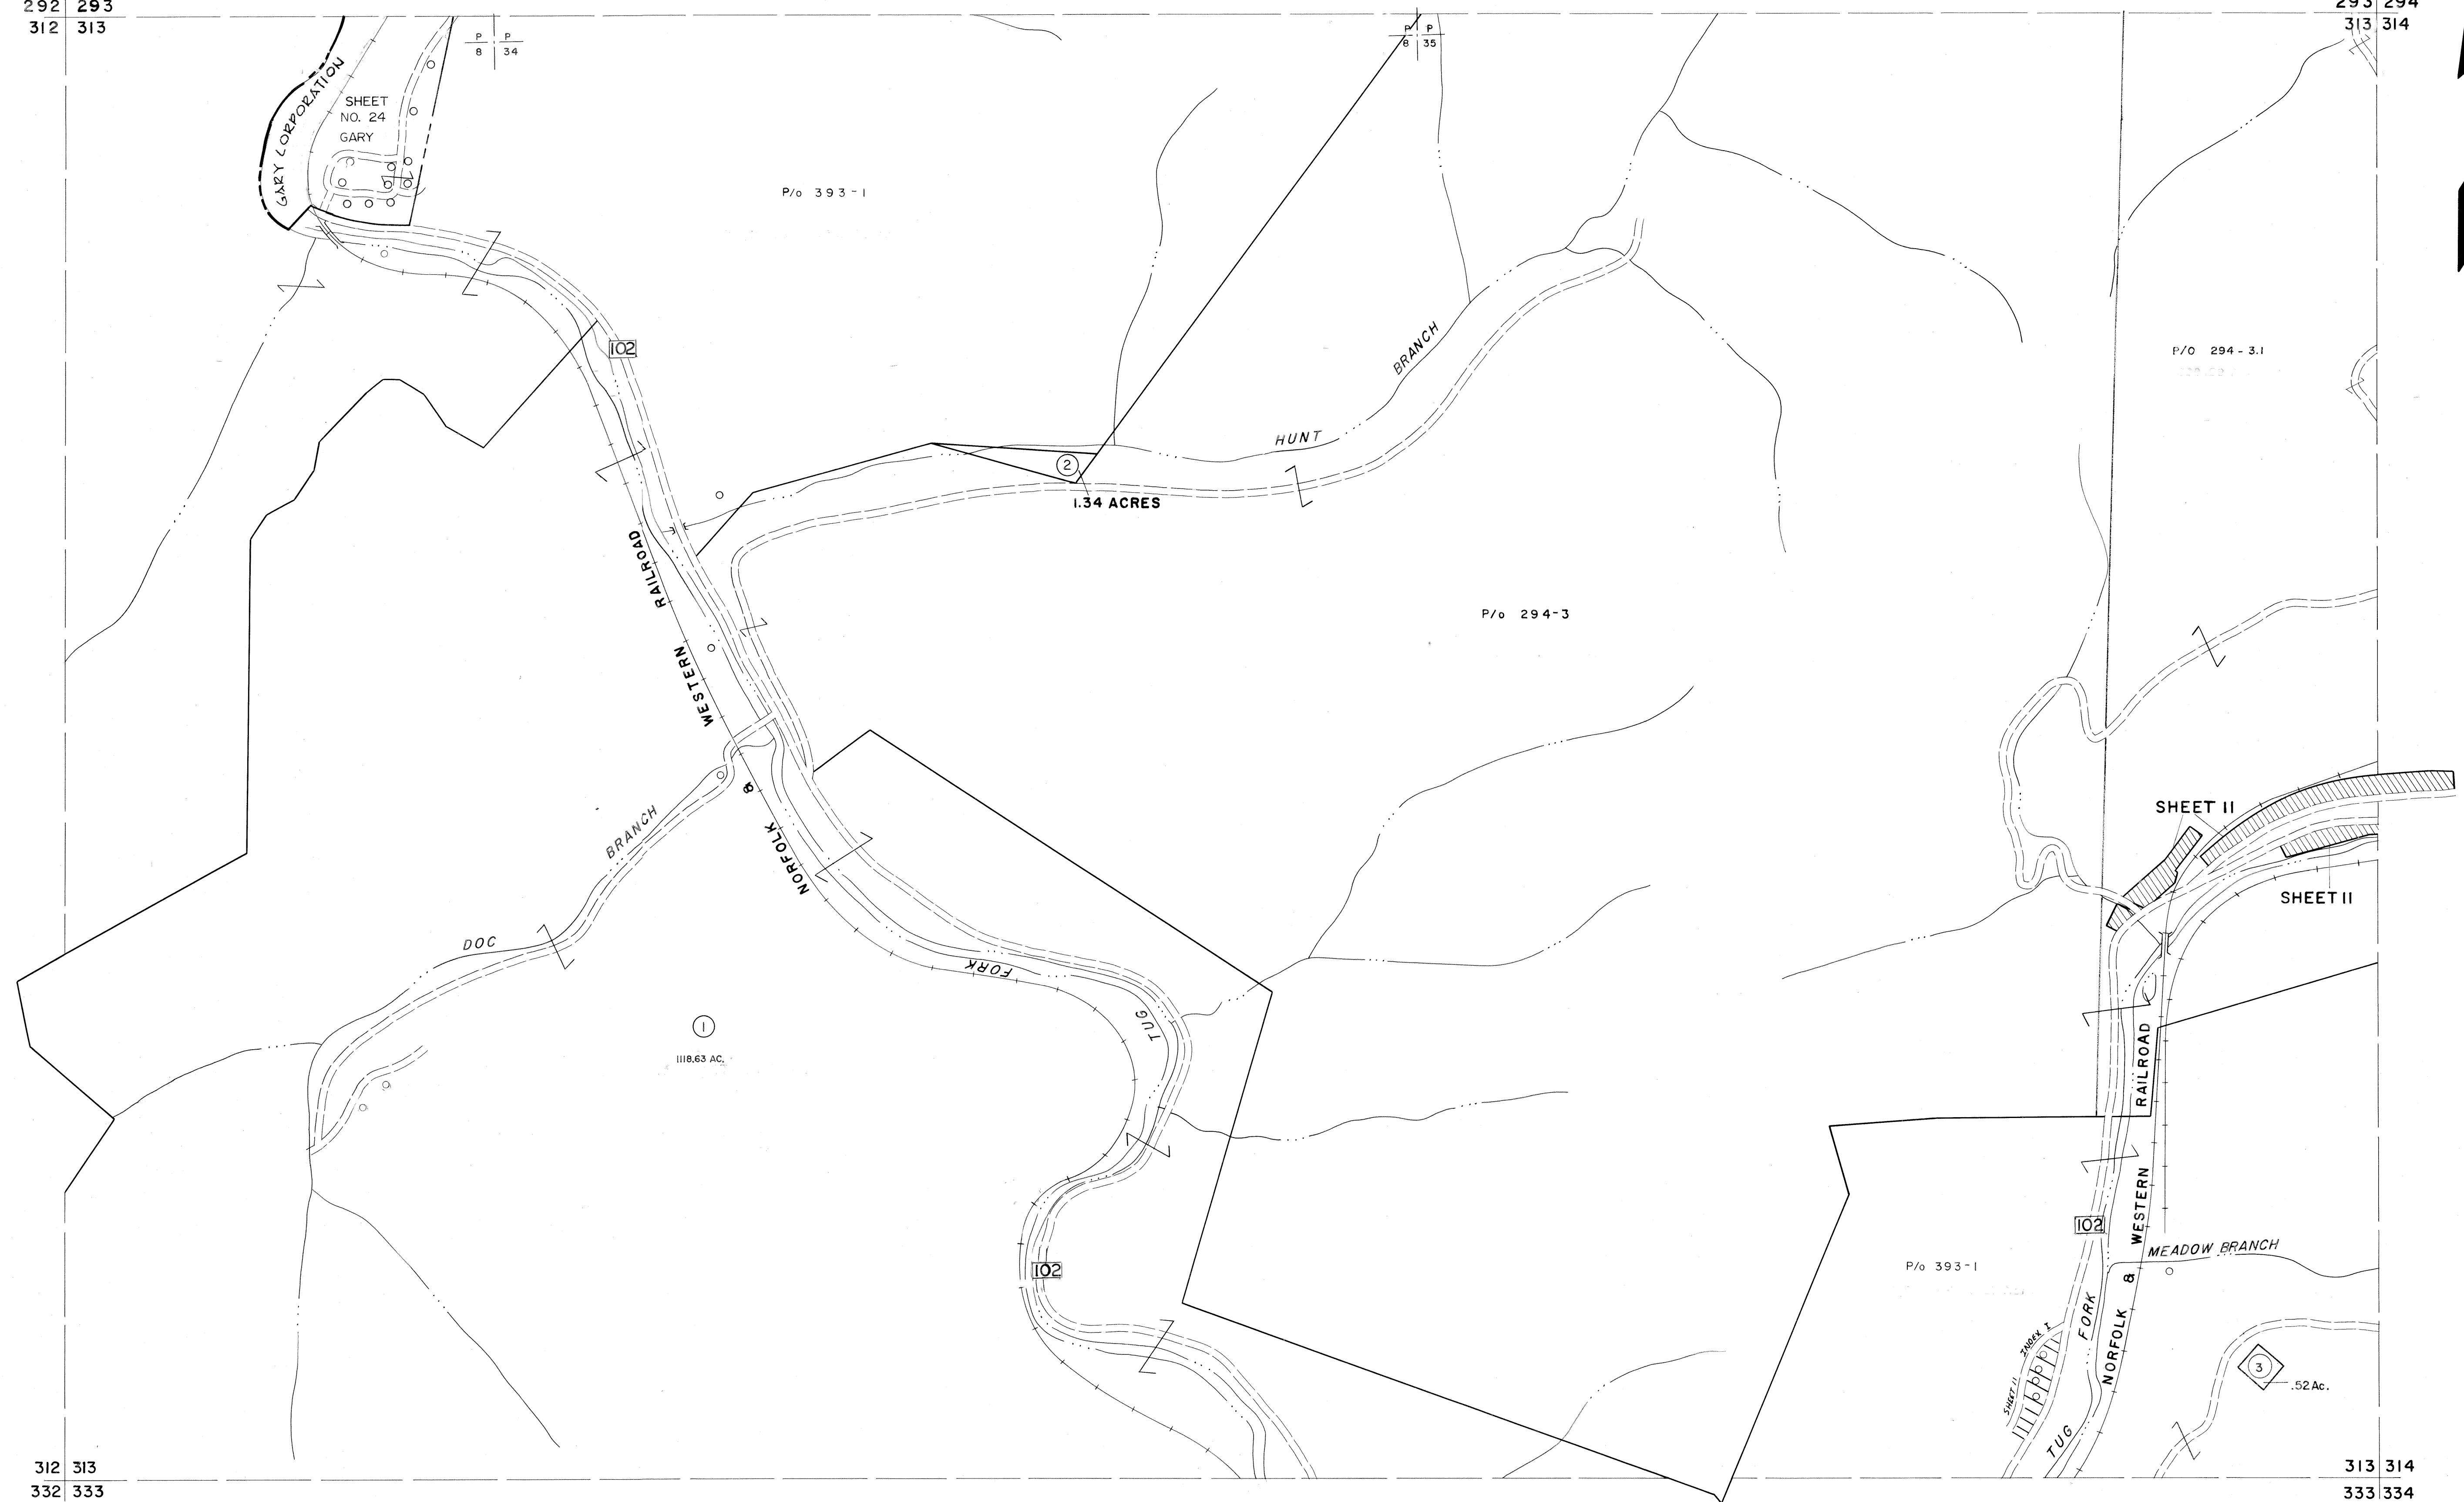 292 293
312 313
293 294
313 314
P P
8 34
P P
8 35
GARY CORPORATION
SHEET
NO. 24
GARY
P/o 393-1
102
BRANCH
HUNT
P/O 294-3.1
2
1.34 ACRES
RAILROAD
WESTERN
&
NORFOLK
P/o 294-3
BRANCH
DOC
FORK
TUG
1
1118.63 AC.
SHEET 11
SHEET 11
RAILROAD
WESTERN
&
NORFOLK
102
102
MEADOW BRANCH
P/o 393-1
FORK
TUG
SHEET 11
INDEX I
3
.52 Ac.
312 313
332 333
313 314
333 334